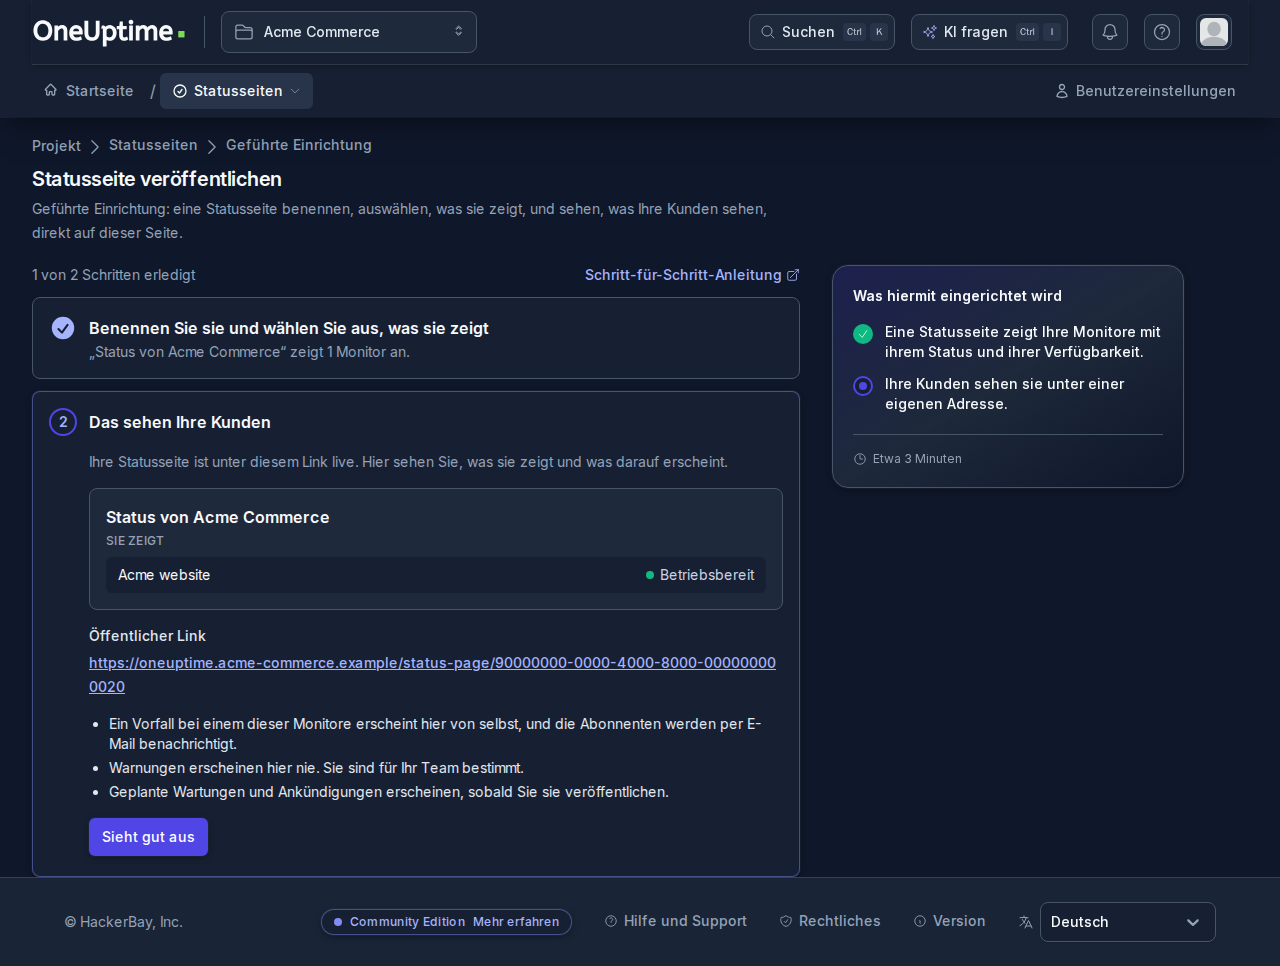 OneUptime
Acme Commerce
Suchen Ctrl K
KI fragen Ctrl I
Startseite / Statusseiten
Benutzereinstellungen
Projekt Statusseiten Geführte Einrichtung
Statusseite veröffentlichen
Geführte Einrichtung: eine Statusseite benennen, auswählen, was sie zeigt, und sehen, was Ihre Kunden sehen,
direkt auf dieser Seite.
1 von 2 Schritten erledigt
Schritt-für-Schritt-Anleitung
Benennen Sie sie und wählen Sie aus, was sie zeigt
„Status von Acme Commerce“ zeigt 1 Monitor an.
2 Das sehen Ihre Kunden
Ihre Statusseite ist unter diesem Link live. Hier sehen Sie, was sie zeigt und was darauf erscheint.
Status von Acme Commerce
SIE ZEIGT
Acme website
Betriebsbereit
Öffentlicher Link
https://oneuptime.acme-commerce.example/status-page/90000000-0000-4000-8000-00000000
0020
Ein Vorfall bei einem dieser Monitore erscheint hier von selbst, und die Abonnenten werden per E-
Mail benachrichtigt.
Warnungen erscheinen hier nie. Sie sind für Ihr Team bestimmt.
Geplante Wartungen und Ankündigungen erscheinen, sobald Sie sie veröffentlichen.
Sieht gut aus
Was hiermit eingerichtet wird
Eine Statusseite zeigt Ihre Monitore mit
ihrem Status und ihrer Verfügbarkeit.
Ihre Kunden sehen sie unter einer
eigenen Adresse.
Etwa 3 Minuten
© HackerBay, Inc.
Community Edition Mehr erfahren
Hilfe und Support
Rechtliches
Version
Deutsch